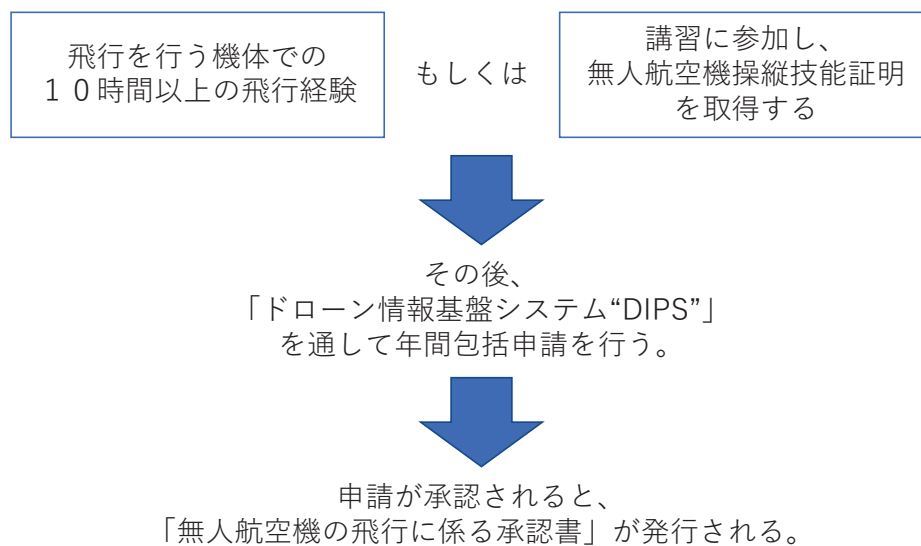 飛行を行う機体での
１０時間以上の飛行経験
もしくは
講習に参加し、
無人航空機操縦技能証明
を取得する
その後、
「ドローン情報基盤システム“DIPS”」
を通して年間包括申請を行う。
申請が承認されると、
「無人航空機の飛行に係る承認書」が発行される。